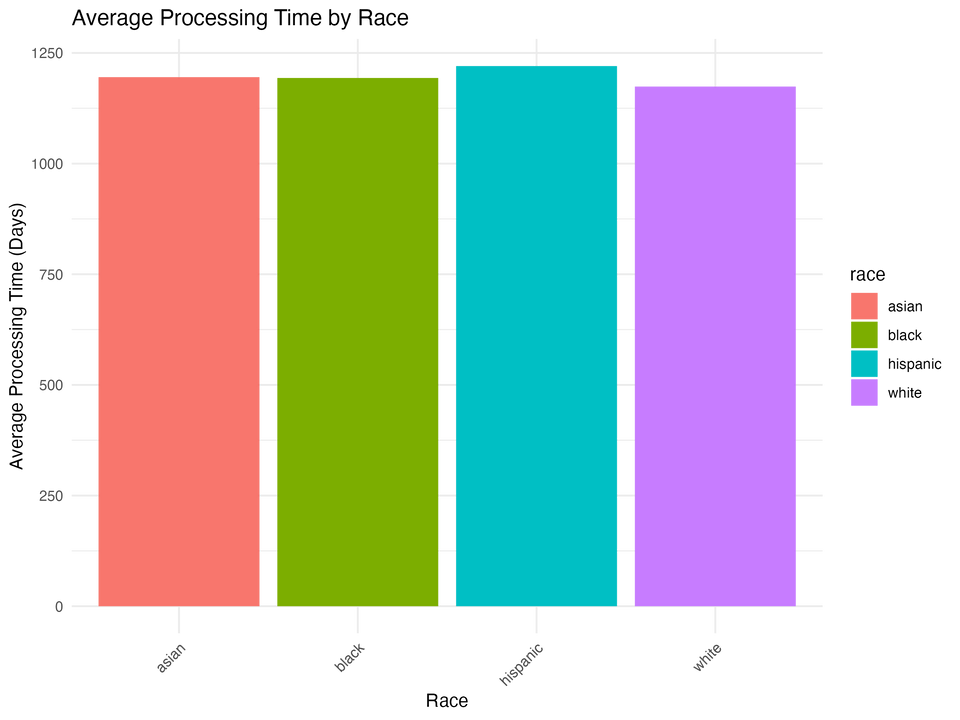 Average Processing Time by Race
Average Processing Time (Days)
1250
1000
750
500
250
0
asian
black
hispanic
white
Race
race
asian
black
hispanic
white